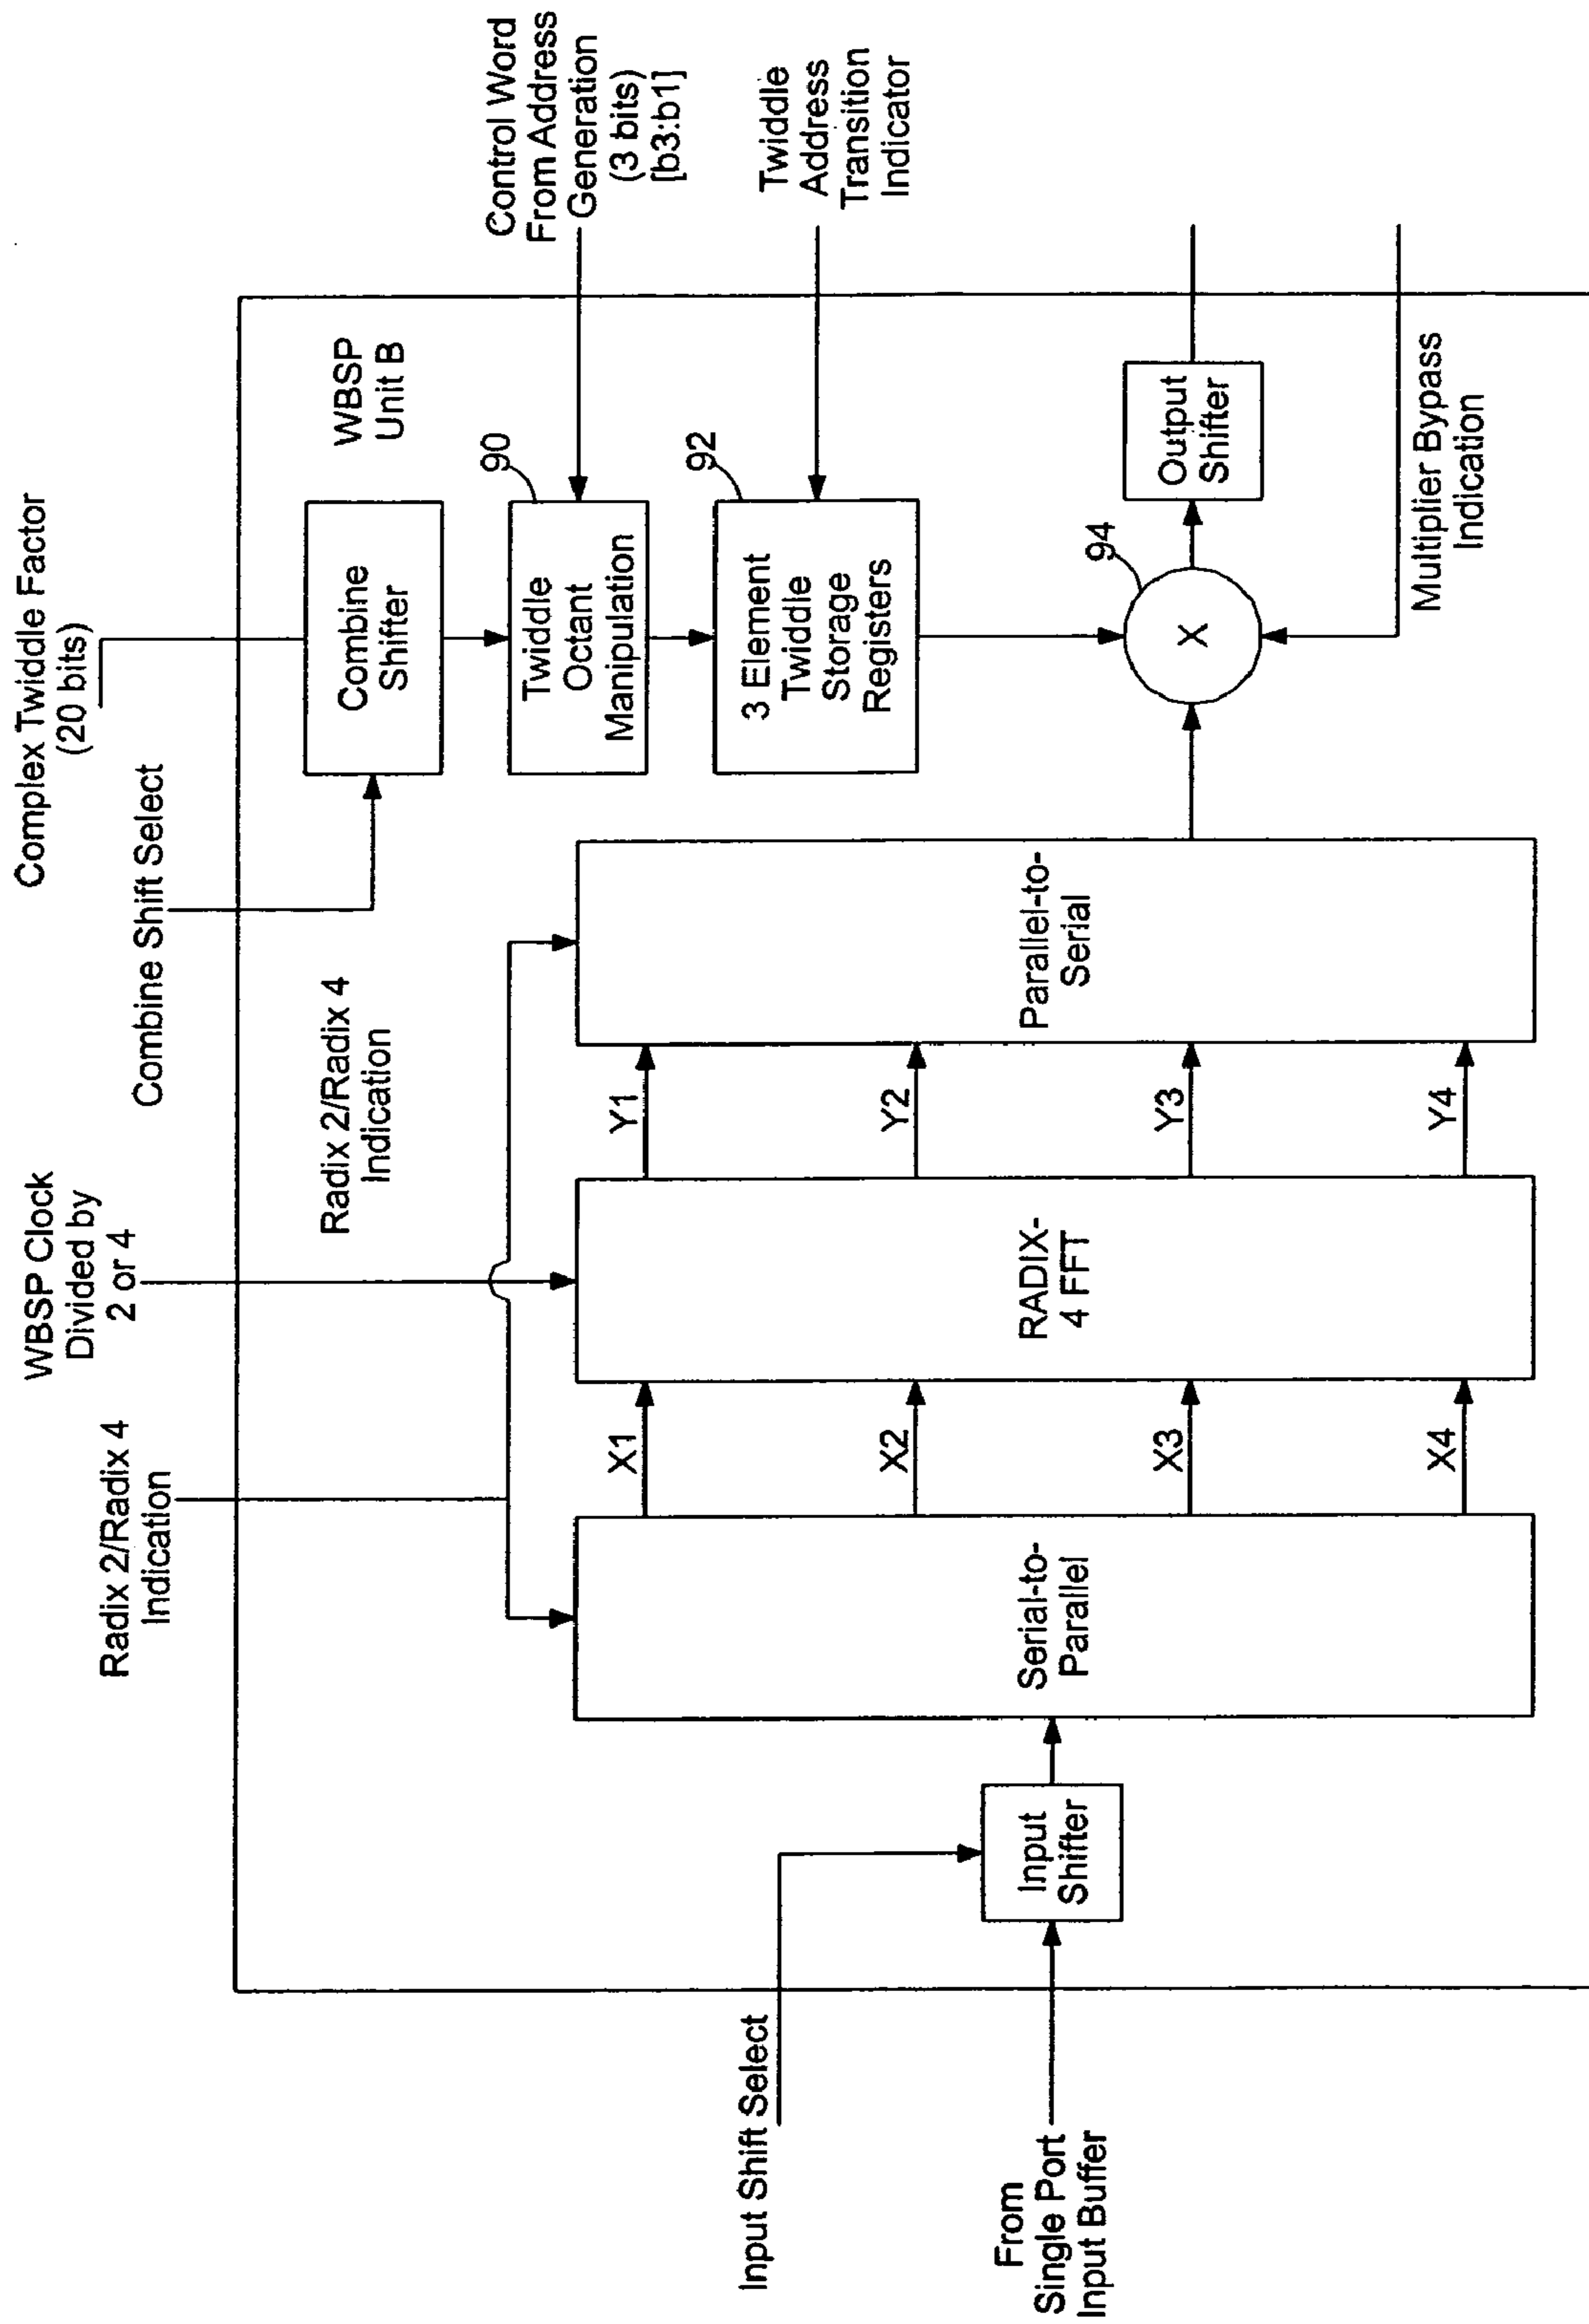 Complex Twiddle Factor
(20 bits)
Combine Shift Select
WBSP Clock
Divided by
2 or 4
Radix 2/Radix 4
Indication
Radix 2/Radix 4
Indication
Combine
Shifter
WBSP
Unit B
90
Twiddle
Octant
Manipulation
Control Word
From Address
Generation
(3 bits)
[b3:b1]
92
3 Element
Twiddle
Storage
Registers
Twiddle
Address
Transition
Indicator
Input Shift Select
From
Single Port
Input Buffer
Input
Shifter
Serial-to-
Parallel
X1
X2
X3
X4
RADIX-
4 FFT
Y1
Y2
Y3
Y4
Parallel-to-
Serial
94
X
Output
Shifter
Multiplier Bypass
Indication